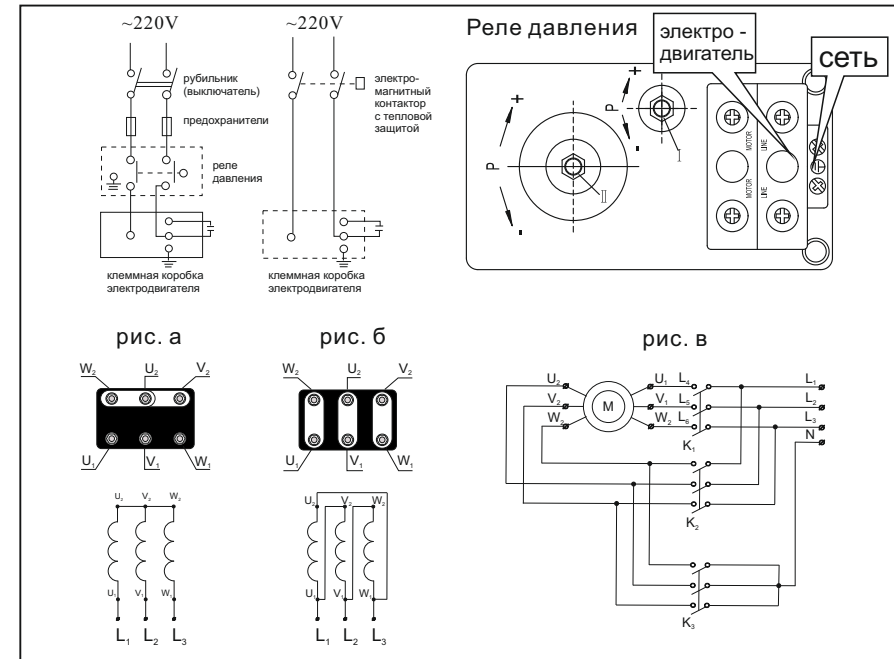 ~220V
~220V
рубильник
(выключатель)
предохранители
реле
давления
клеммная коробка
электродвигателя
электро-
магнитный
контактор
с тепловой
защитой
клеммная коробка
электродвигателя
Реле давления
электро -
двигатель
сеть
+
P
-
+
P
-
I
II
MOTOR
LINE
MOTOR
LINE
рис. а
W₂ U₂ V₂
U₁ V₁ W₁
U₂ V₂ W₂
U₁ V₁ W₁
L₁ L₂ L₃
рис. б
W₂ U₂ V₂
U₁ V₁ W₁
U₂ V₂ W₂
U₁ V₁ W₁
L₁ L₂ L₃
рис. в
U₂ U₁ L₄ L₁
V₂ M V₁ L₅ L₂
W₂ W₂ L₆ L₃
K₁ N
K₂
K₃